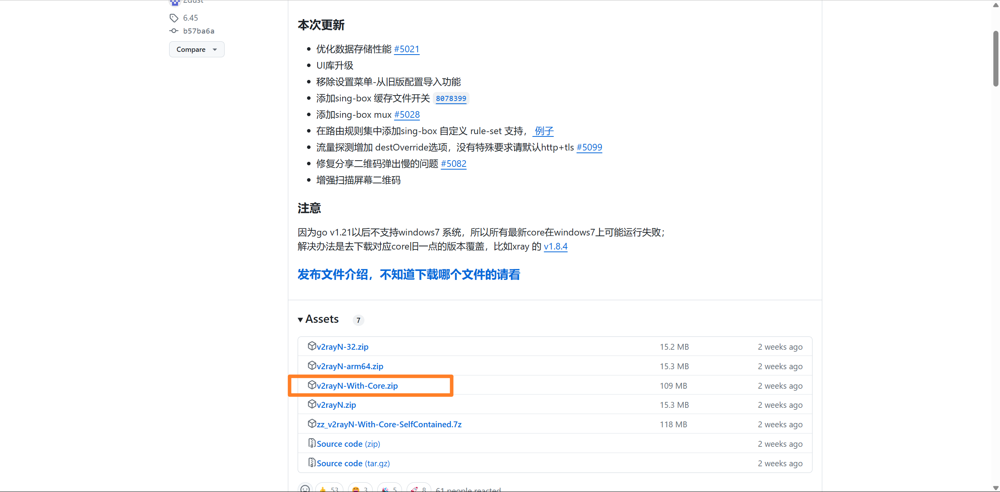 2dust
6.45
b57ba6a
Compare
本次更新
优化数据存储性能 #5021
UI库升级
移除设置菜单-从旧版配置导入功能
添加sing-box 缓存文件开关 8078399
添加sing-box mux #5028
在路由规则集中添加sing-box 自定义 rule-set 支持， 例子
流量探测增加 destOverride选项，没有特殊要求请默认http+tls #5099
修复分享二维码弹出慢的问题 #5082
增强扫描屏幕二维码
注意
因为go v1.21以后不支持windows7 系统，所以所有最新core在windows7上可能运行失败；
解决办法是去下载对应core旧一点的版本覆盖，比如xray 的 v1.8.4
发布文件介绍，不知道下载哪个文件的请看
Assets 7
v2rayN-32.zip 15.2 MB 2 weeks ago
v2rayN-arm64.zip 15.3 MB 2 weeks ago
v2rayN-With-Core.zip 109 MB 2 weeks ago
v2rayN.zip 15.3 MB 2 weeks ago
zz_v2rayN-With-Core-SelfContained.7z 118 MB 2 weeks ago
Source code (zip) 2 weeks ago
Source code (tar.gz) 2 weeks ago
53 3 5 8 61 people reacted